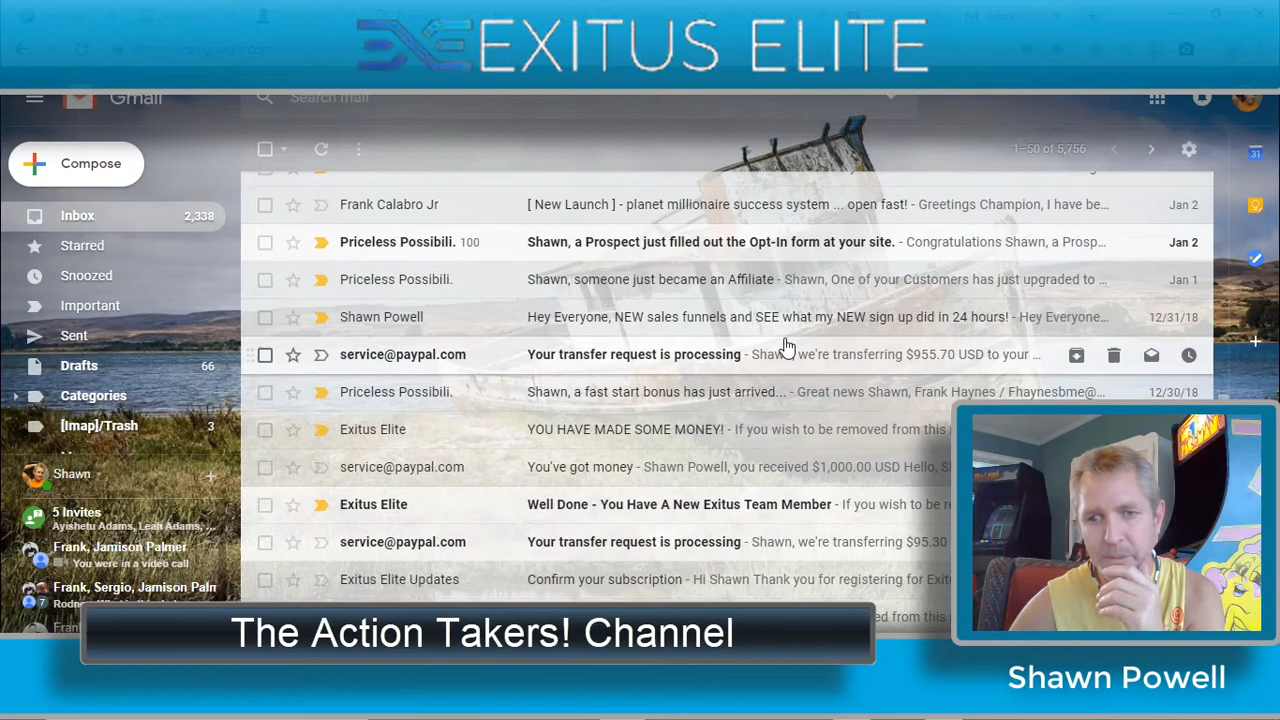 EXITUS ELITE
Gmail
Search mail
Compose
1–50 of 5,756
31
Inbox 2,338
Starred
Snoozed
Important
Sent
Drafts 66
Categories
[Imap]/Trash 3
Shawn
5 Invites
Ayishetu Adams, Leah Adams, ...
Frank, Jamison Palmer
You were in a video call
Frank, Sergio, Jamison Palm
7
Frank Calabro Jr [ New Launch ] - planet millionaire success system ... open fast! - Greetings Champion, I have be... Jan 2
Priceless Possibili. 100 Shawn, a Prospect just filled out the Opt-In form at your site. - Congratulations Shawn, a Prosp... Jan 2
Priceless Possibili. Shawn, someone just became an Affiliate - Shawn, One of your Customers has just upgraded to ... Jan 1
Shawn Powell Hey Everyone, NEW sales funnels and SEE what my NEW sign up did in 24 hours! - Hey Everyone... 12/31/18
service@paypal.com Your transfer request is processing - Shawn, we're transferring $955.70 USD to your ...
Priceless Possibili. Shawn, a fast start bonus has just arrived... - Great news Shawn, Frank Haynes / Fhaynesbme@... 12/30/18
Exitus Elite YOU HAVE MADE SOME MONEY! - If you wish to be removed from this
service@paypal.com You've got money - Shawn Powell, you received $1,000.00 USD Hello,
Exitus Elite Well Done - You Have A New Exitus Team Member - If you wish to be removed from this
service@paypal.com Your transfer request is processing - Shawn, we're transferring $95.30
Exitus Elite Updates Confirm your subscription - Hi Shawn Thank you for registering for
from this
The Action Takers! Channel
Shawn Powell